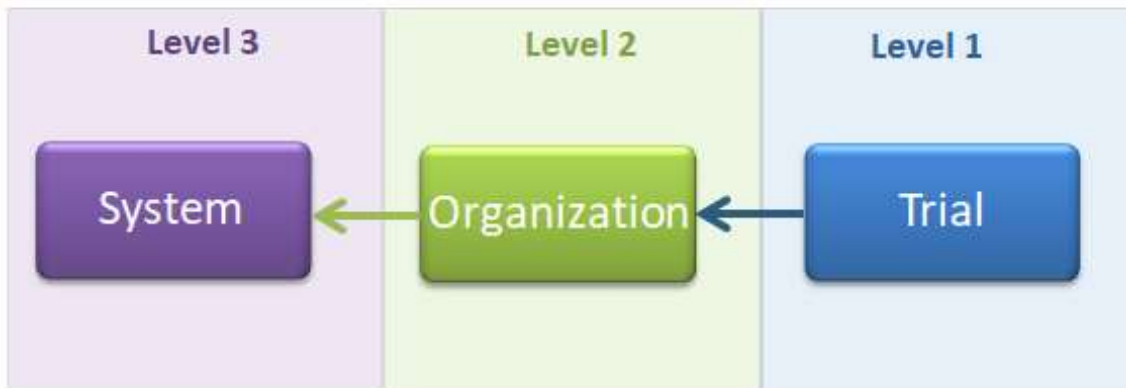 Level 3
Level 2
Level 1
System
Organization
Trial